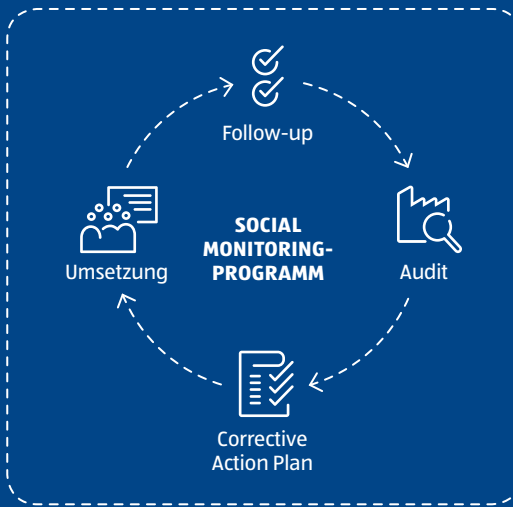 Follow-up
Umsetzung
SOCIAL
MONITORING-
PROGRAMM
Audit
Corrective
Action Plan